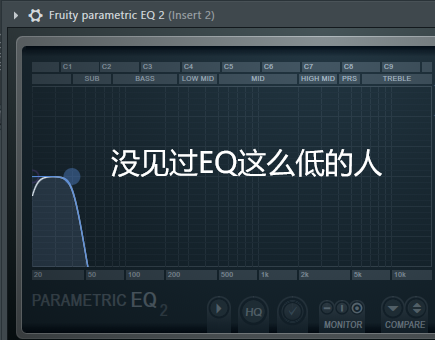 Fruity parametric EQ 2 (Insert 2)
C1 C2 C3 C4 C5 C6 C7 C8 C9
SUB BASS LOW MID MID HIGH MID PRS TREBLE
没见过EQ这么低的人
20 50 100 200 500 1k 2k 5k 10k
PARAMETRIC EQ 2
HQ
MONITOR COMPARE